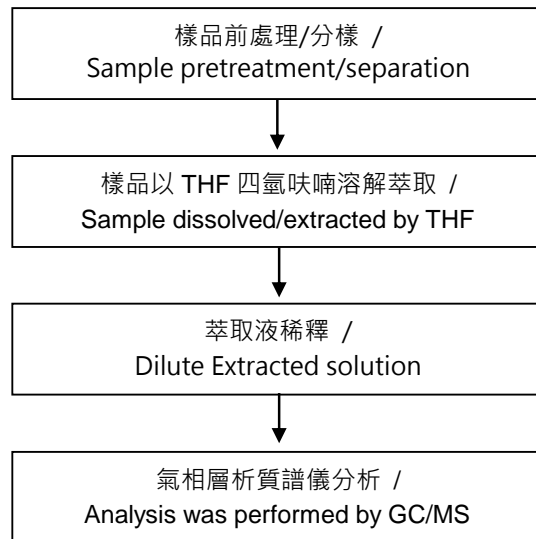 樣品前處理/分樣 /
Sample pretreatment/separation
樣品以 THF 四氫呋喃溶解萃取 /
Sample dissolved/extracted by THF
萃取液稀釋 /
Dilute Extracted solution
氣相層析質譜儀分析 /
Analysis was performed by GC/MS